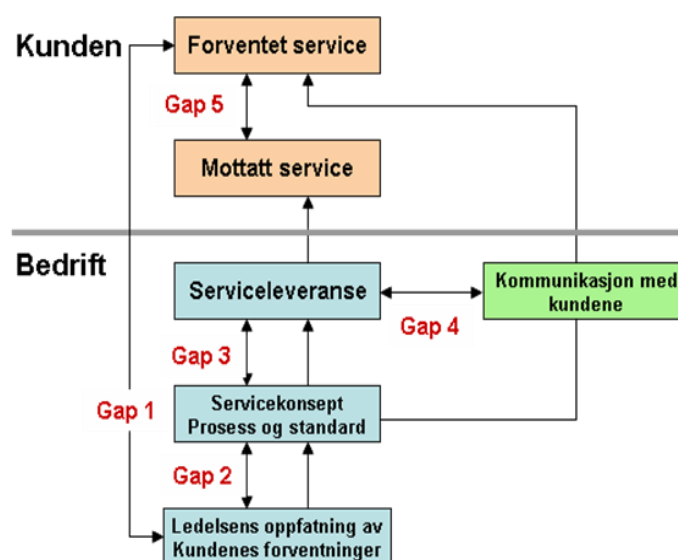 Kunden
Forventet service
Gap 5
Mottatt service
Bedrift
Serviceleveranse
Kommunikasjon med
kundene
Gap 4
Gap 3
Gap 1
Servicekonsept
Prosess og standard
Gap 2
Ledelsens oppfatning av
Kundenes forventninger